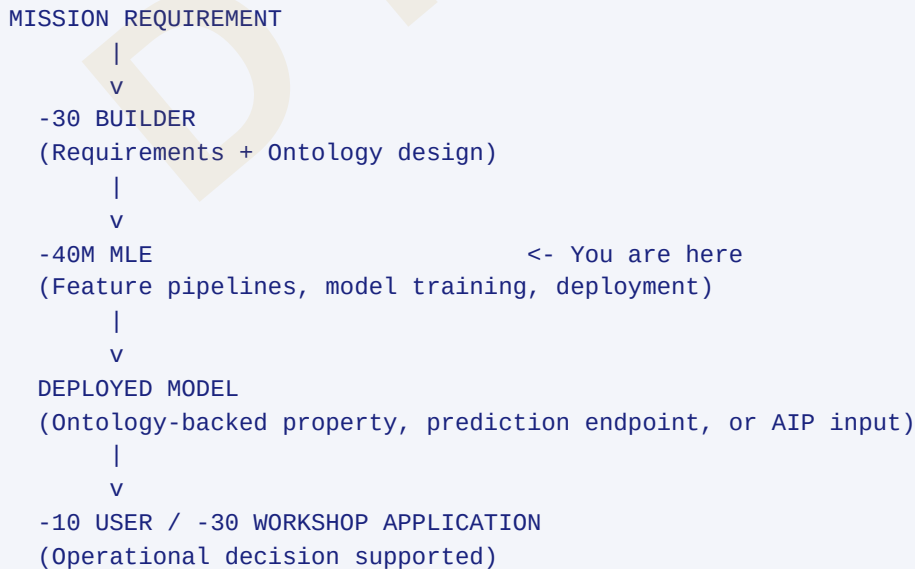 MISSION REQUIREMENT
|
v
-30 BUILDER
(Requirements + Ontology design)
|
v
-40M MLE <- You are here
(Feature pipelines, model training, deployment)
|
v
DEPLOYED MODEL
(Ontology-backed property, prediction endpoint, or AIP input)
|
v
-10 USER / -30 WORKSHOP APPLICATION
(Operational decision supported)